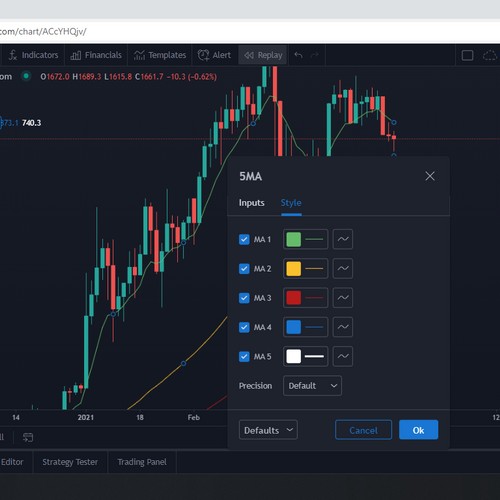 com/chart/ACcYHQjv/
Indicators Financials Templates Alert Replay
om O1672.0 H1689.3 L1615.8 C1661.7 −10.3 (−0.62%)
373.1 740.3
5MA
Inputs Style
MA 1
MA 2
MA 3
MA 4
MA 5
Precision Default
14 2021 18 Feb 12
Defaults Cancel Ok
Editor Strategy Tester Trading Panel